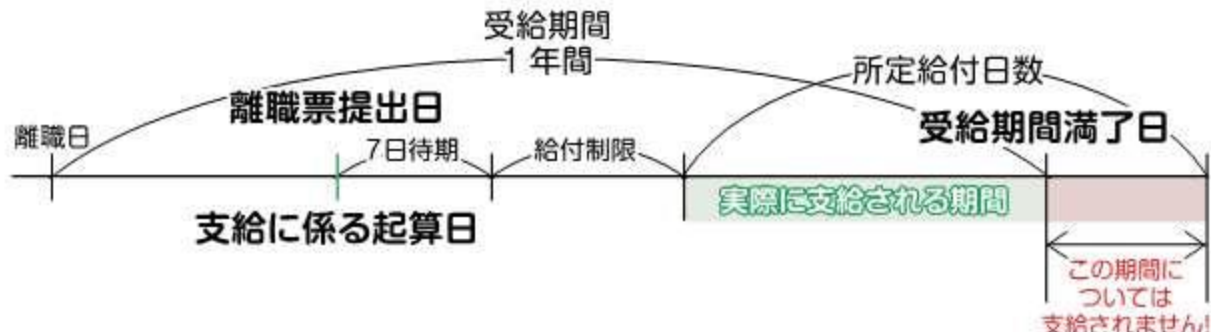 受給期間
1年間
所定給付日数
離職票提出日
受給期間満了日
離職日
7日待期
給付制限
実際に支給される期間
支給に係る起算日
この期間に
ついては
支給されません!